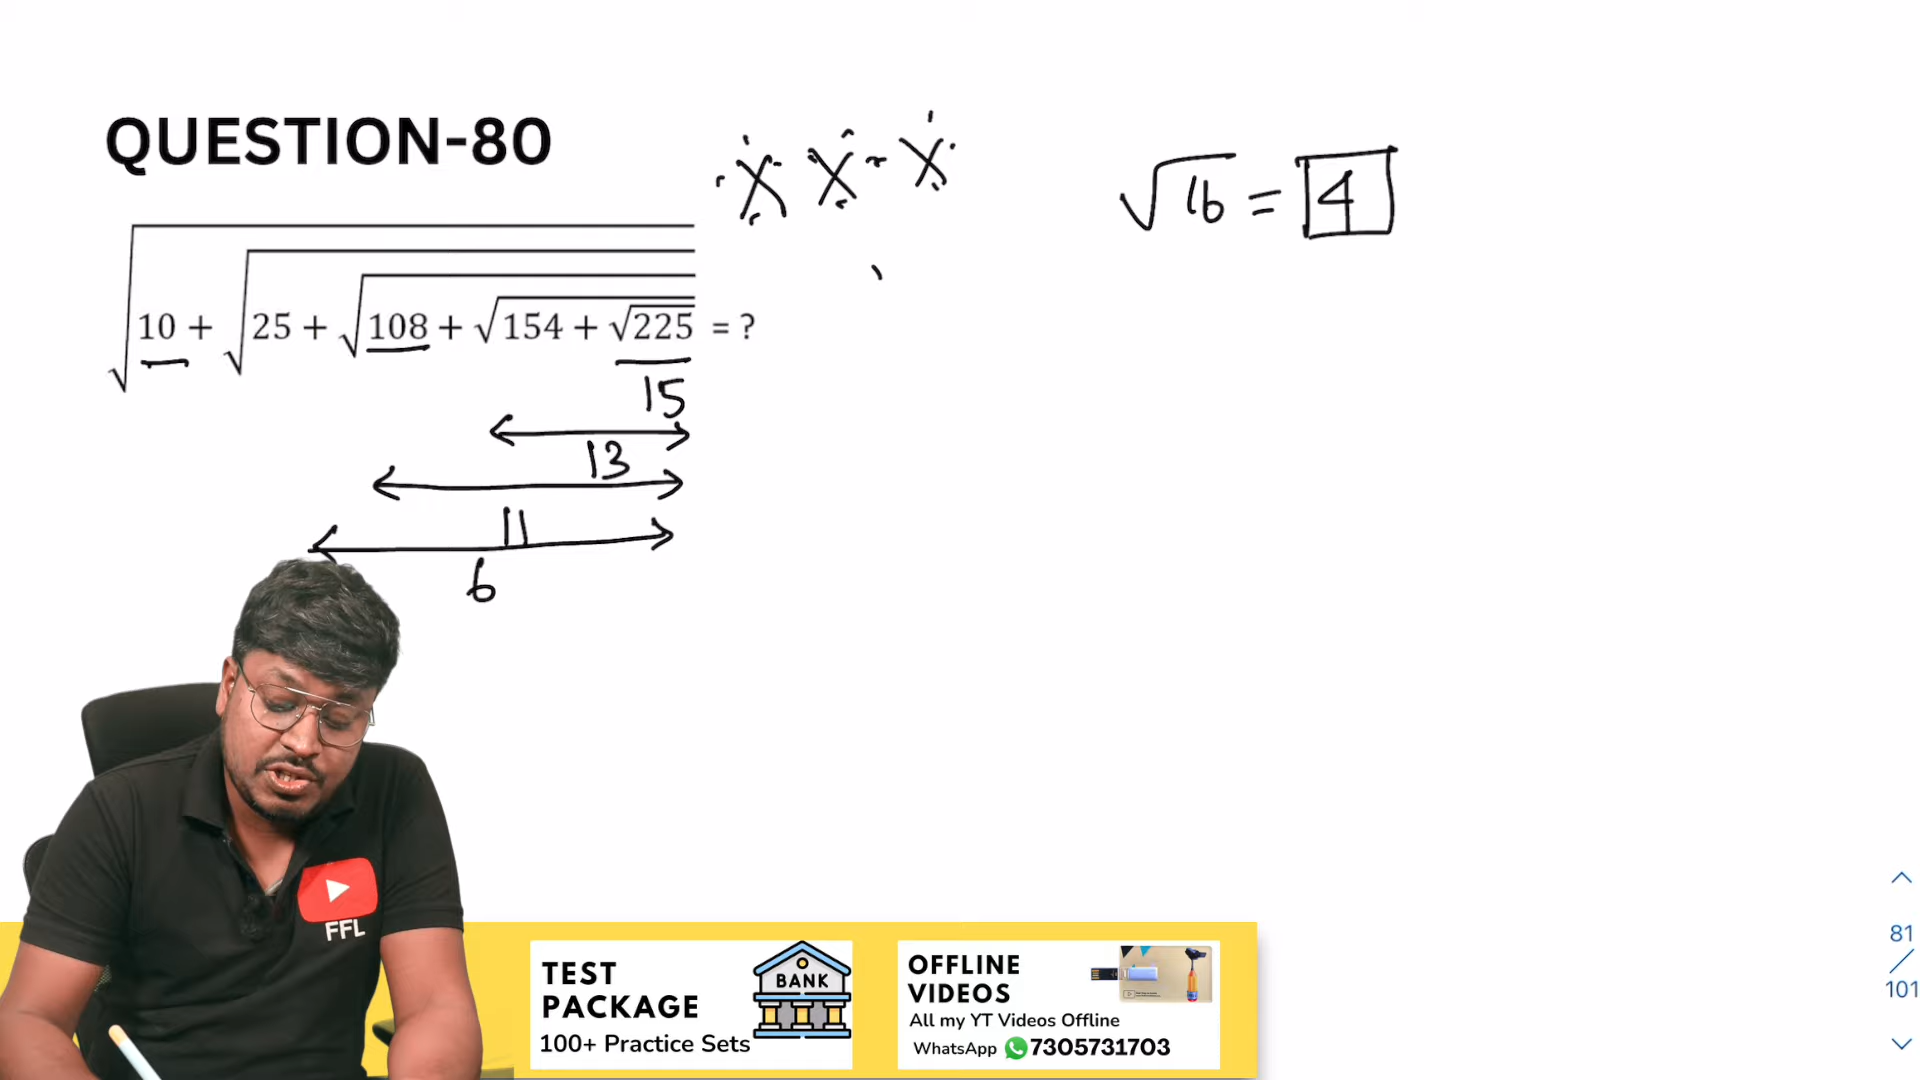 QUESTION-80
√16 = 4
√10 + √25 + √108 + √154 + √225 = ?
15
13
11
6
FFL
TEST
PACKAGE
100+ Practice Sets
BANK
OFFLINE
VIDEOS
All my YT Videos Offline
WhatsApp 7305731703
81
/
101